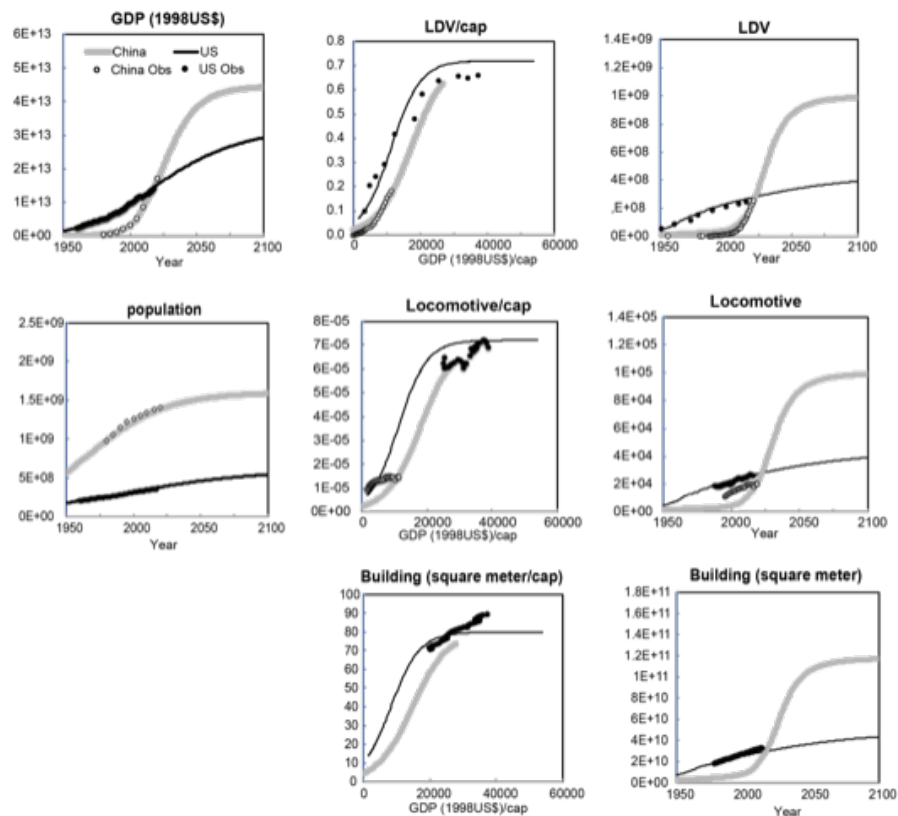 GDP (1998US$)
6E+13
5E+13
4E+13
3E+13
2E+13
1E+13
0E+00
China
US
China Obs
US Obs
1950 2000 2050 2100
Year
LDV/cap
0.8
0.7
0.6
0.5
0.4
0.3
0.2
0.1
0.0
0 20000 40000 60000
GDP (1998US$)/cap
LDV
1.4E+09
1.2E+09
1E+09
8E+08
6E+08
4E+08
,E+08
0E+00
1950 2000 2050 2100
Year
population
2.5E+09
2E+09
1.5E+09
1E+09
5E+08
0E+00
1950 2000 2050 2100
Year
Locomotive/cap
8E-05
7E-05
6E-05
5E-05
4E-05
3E-05
2E-05
1E-05
0E+00
0 20000 40000 60000
GDP (1998US$)/cap
Locomotive
1.4E+05
1.2E+05
1E+05
8E+04
6E+04
4E+04
2E+04
0E+00
1950 2000 2050 2100
Year
Building (square meter/cap)
100
90
80
70
60
50
40
30
20
10
0
0 20000 40000 60000
GDP (1998US$)/cap
Building (square meter)
1.8E+11
1.6E+11
1.4E+11
1.2E+11
1E+11
8E+10
6E+10
4E+10
2E+10
0E+00
1950 2000 2050 2100
Year